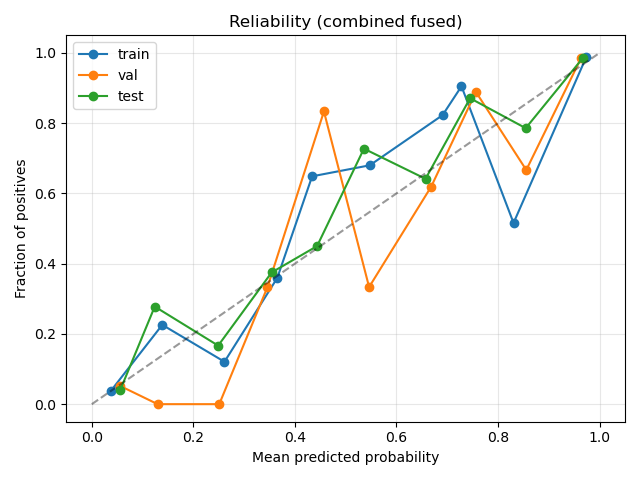 Reliability (combined fused)
train
val
test
Fraction of positives
1.0
0.8
0.6
0.4
0.2
0.0
0.0 0.2 0.4 0.6 0.8 1.0
Mean predicted probability